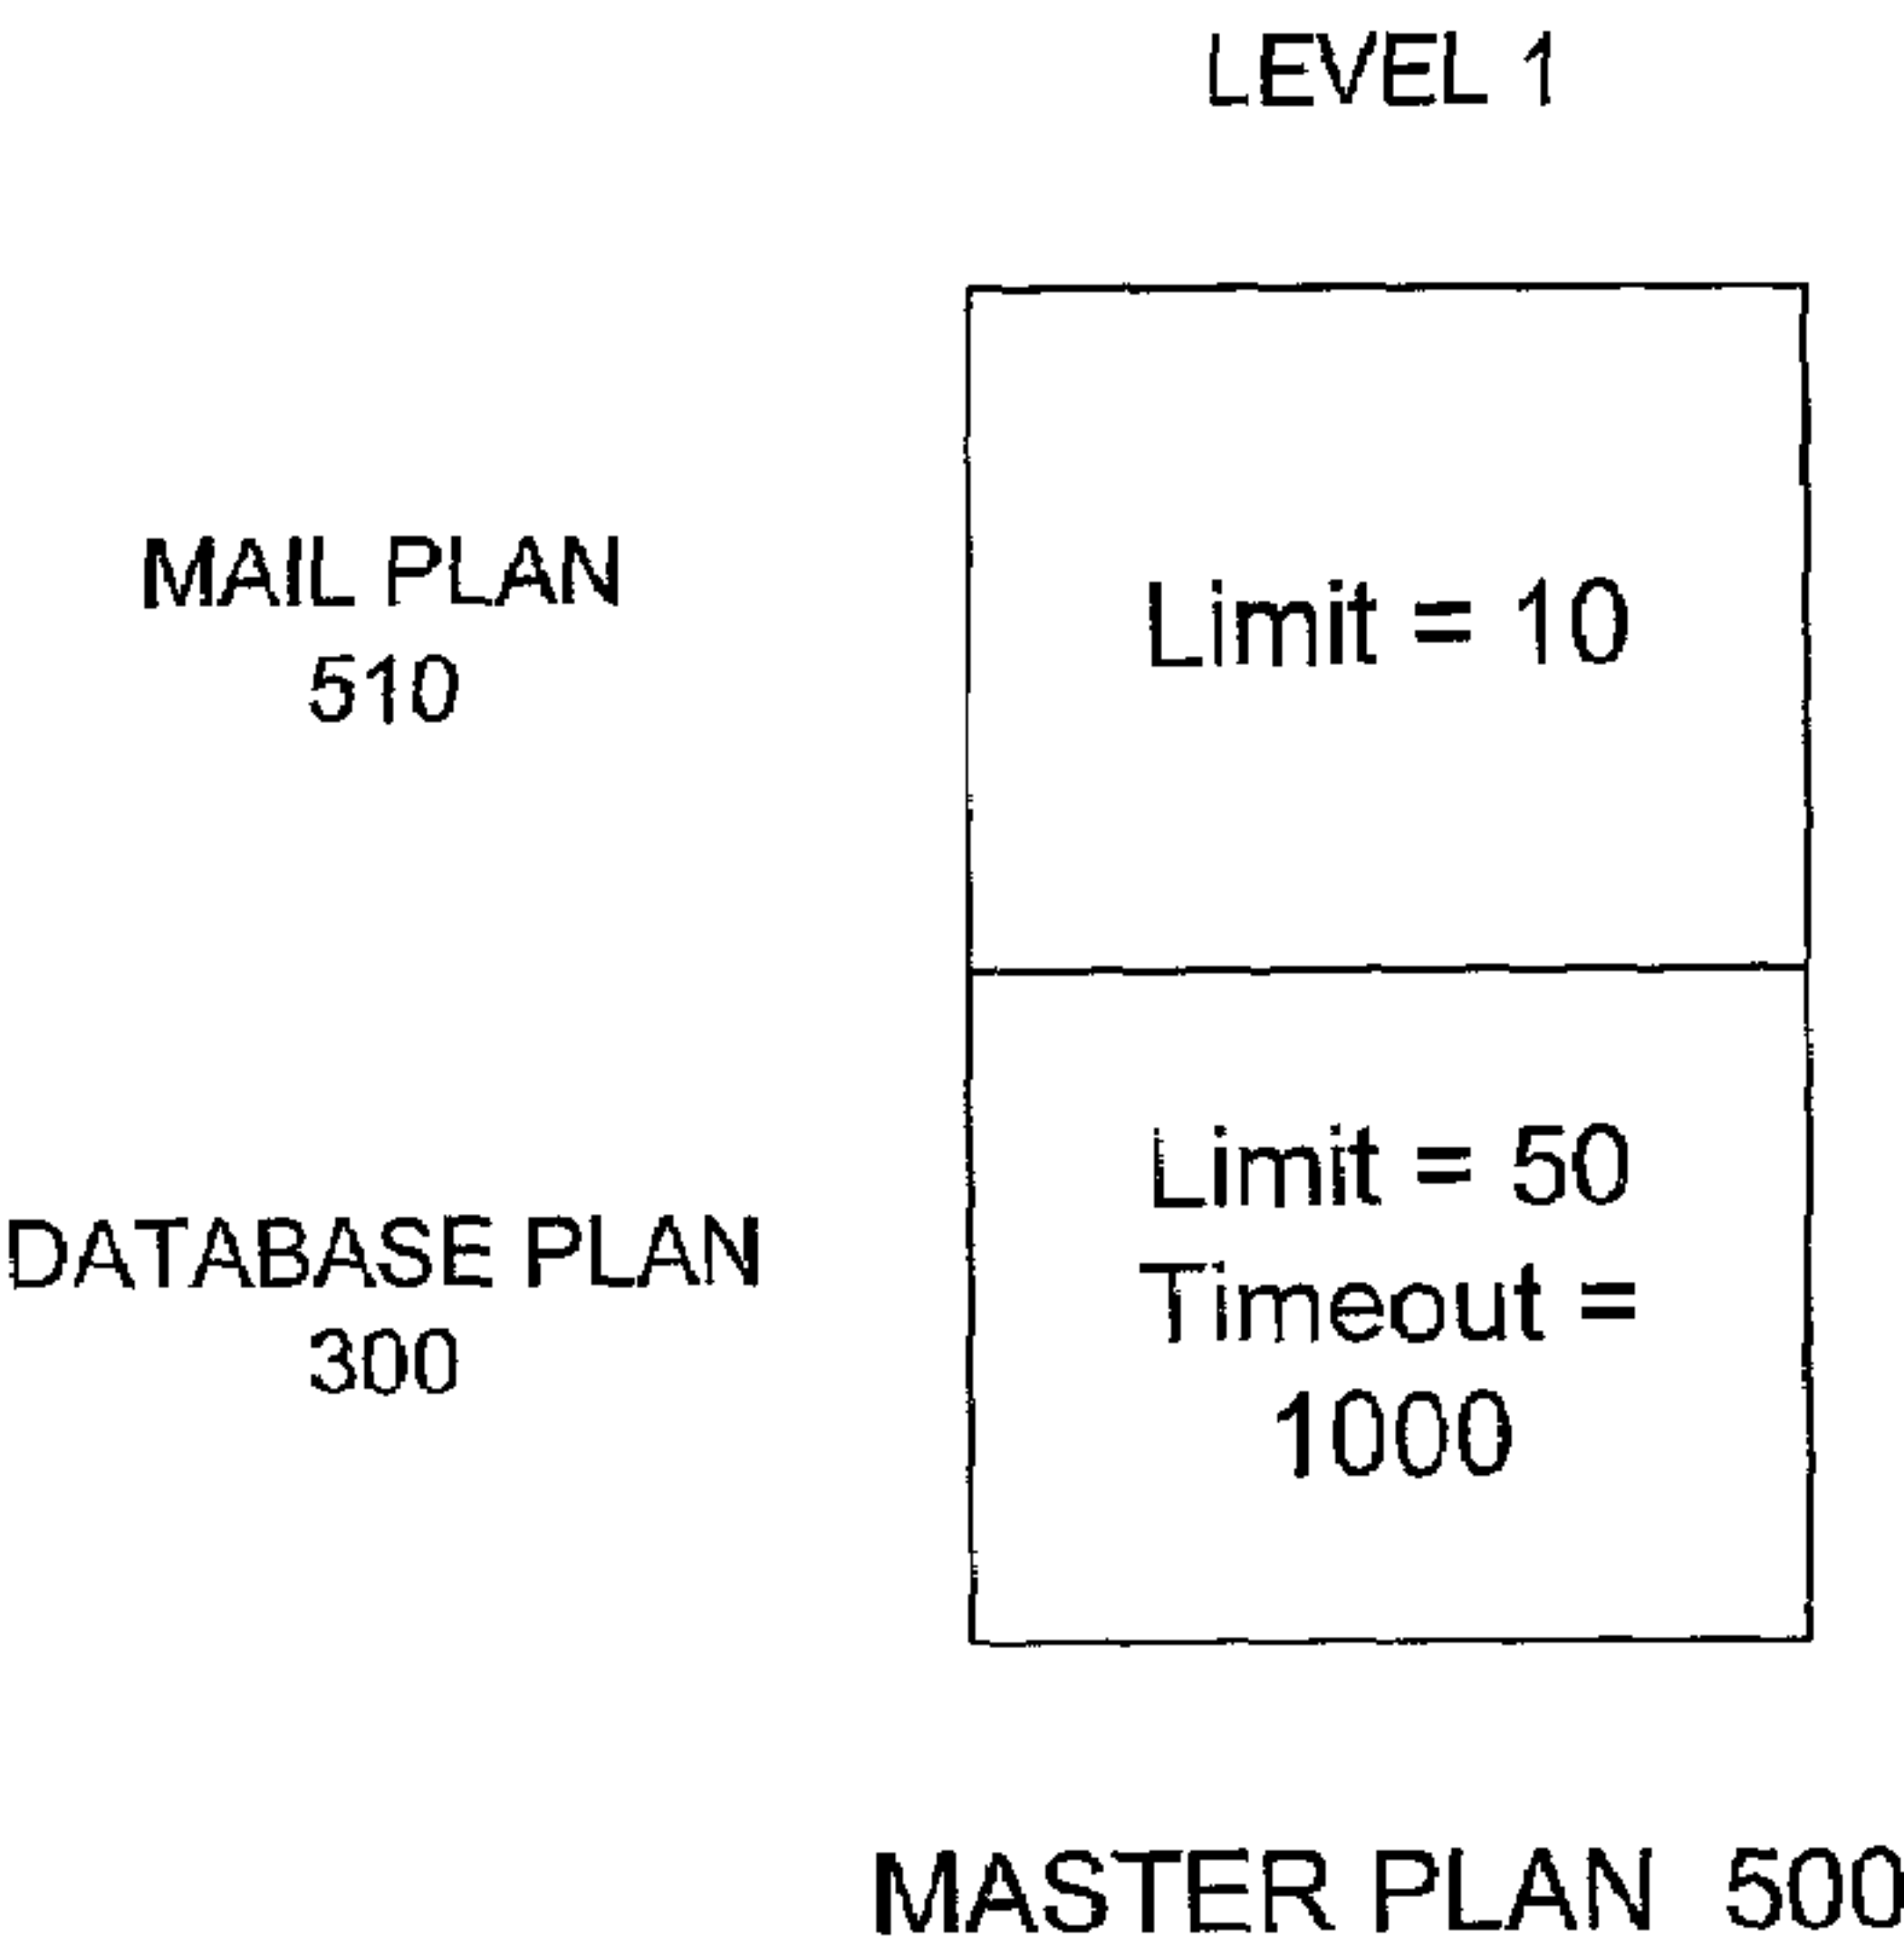 LEVEL 1
MAIL PLAN
510
Limit = 10
DATABASE PLAN
300
Limit = 50
Timeout =
1000
MASTER PLAN 500